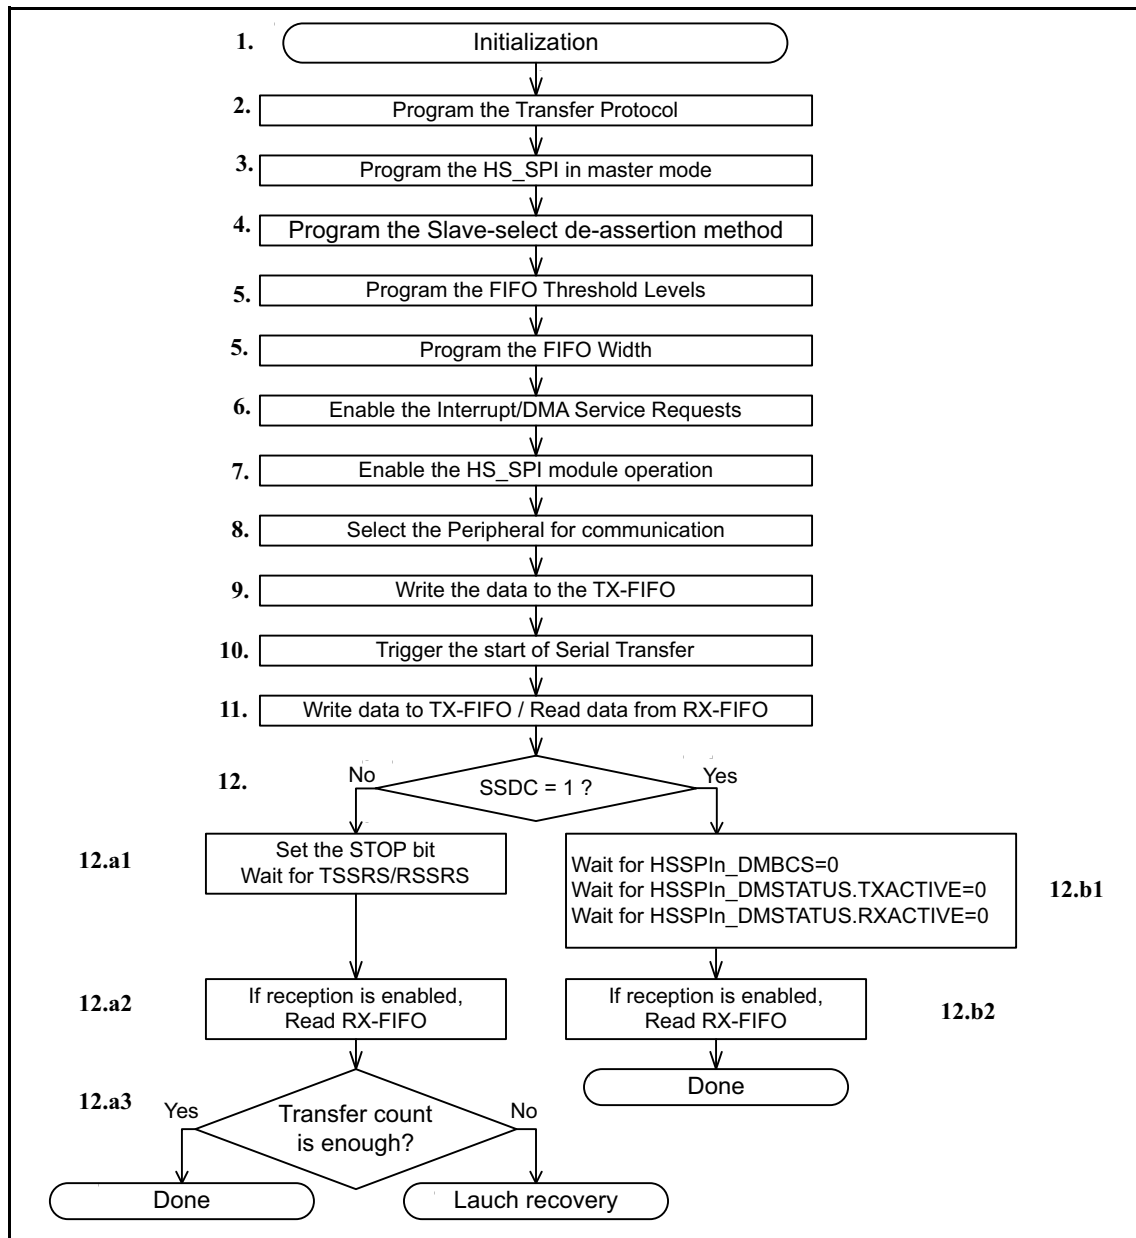 1. Initialization
2. Program the Transfer Protocol
3. Program the HS_SPI in master mode
4. Program the Slave-select de-assertion method
5. Program the FIFO Threshold Levels
5. Program the FIFO Width
6. Enable the Interrupt/DMA Service Requests
7. Enable the HS_SPI module operation
8. Select the Peripheral for communication
9. Write the data to the TX-FIFO
10. Trigger the start of Serial Transfer
11. Write data to TX-FIFO / Read data from RX-FIFO
12. No SSDC = 1 ? Yes
12.a1
Set the STOP bit
Wait for TSSRS/RSSRS
Wait for HSSPIn_DMBCS=0
Wait for HSSPIn_DMSTATUS.TXACTIVE=0
Wait for HSSPIn_DMSTATUS.RXACTIVE=0
12.b1
12.a2
If reception is enabled,
Read RX-FIFO
If reception is enabled,
Read RX-FIFO
12.b2
Done
12.a3
Yes
Transfer count
is enough?
No
Done
Lauch recovery